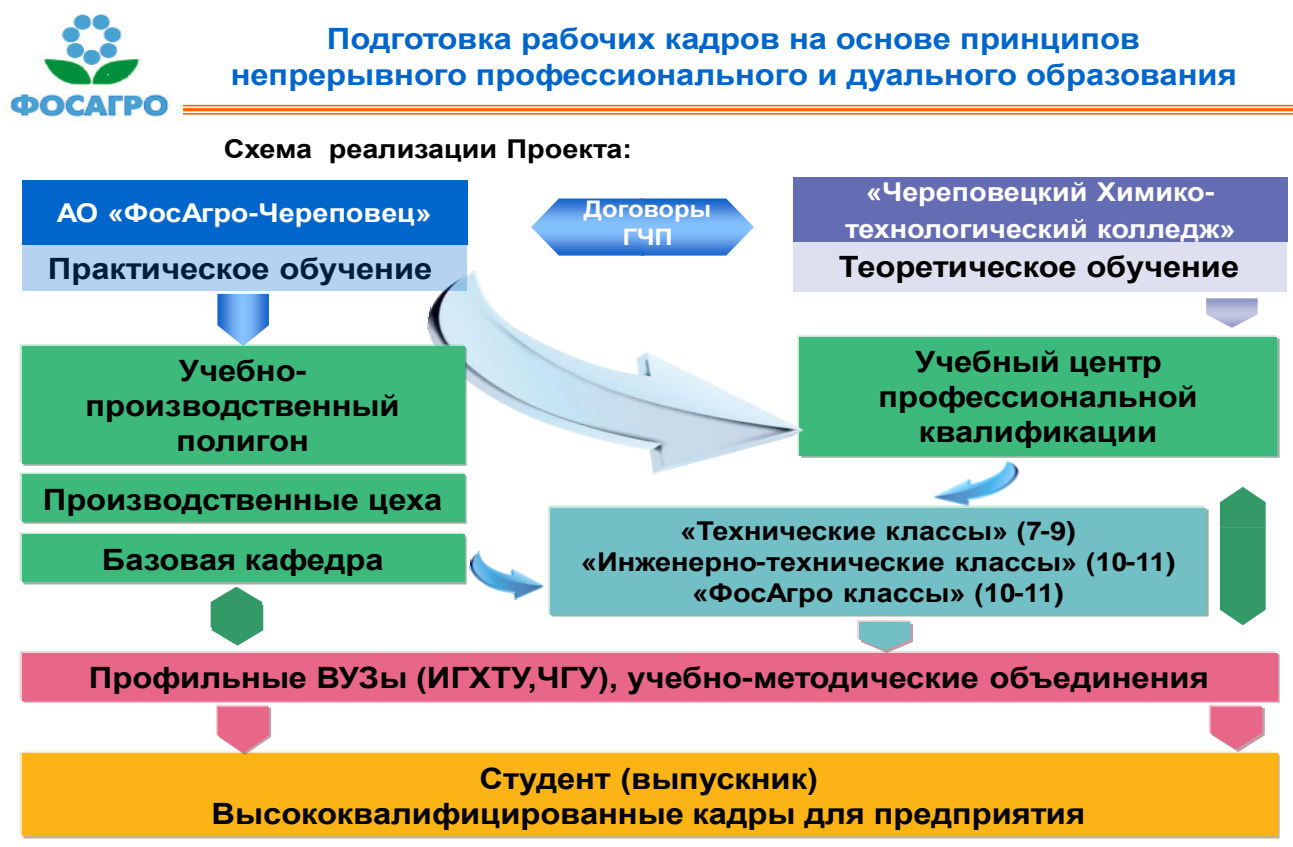 Подготовка рабочих кадров на основе принципов
непрерывного профессионального и дуального образования
ФОСАГРО
Схема реализации Проекта:
АО «ФосАгро-Череповец»
Практическое обучение
Договоры
ГЧП
«Череповецкий Химико-
технологический колледж»
Теоретическое обучение
Учебно-
производственный
полигон
Учебный центр
профессиональной
квалификации
Производственные цеха
Базовая кафедра
«Технические классы» (7-9)
«Инженерно-технические классы» (10-11)
«ФосАгро классы» (10-11)
Профильные ВУЗы (ИГХТУ,ЧГУ), учебно-методические объединения
Студент (выпускник)
Высококвалифицированные кадры для предприятия